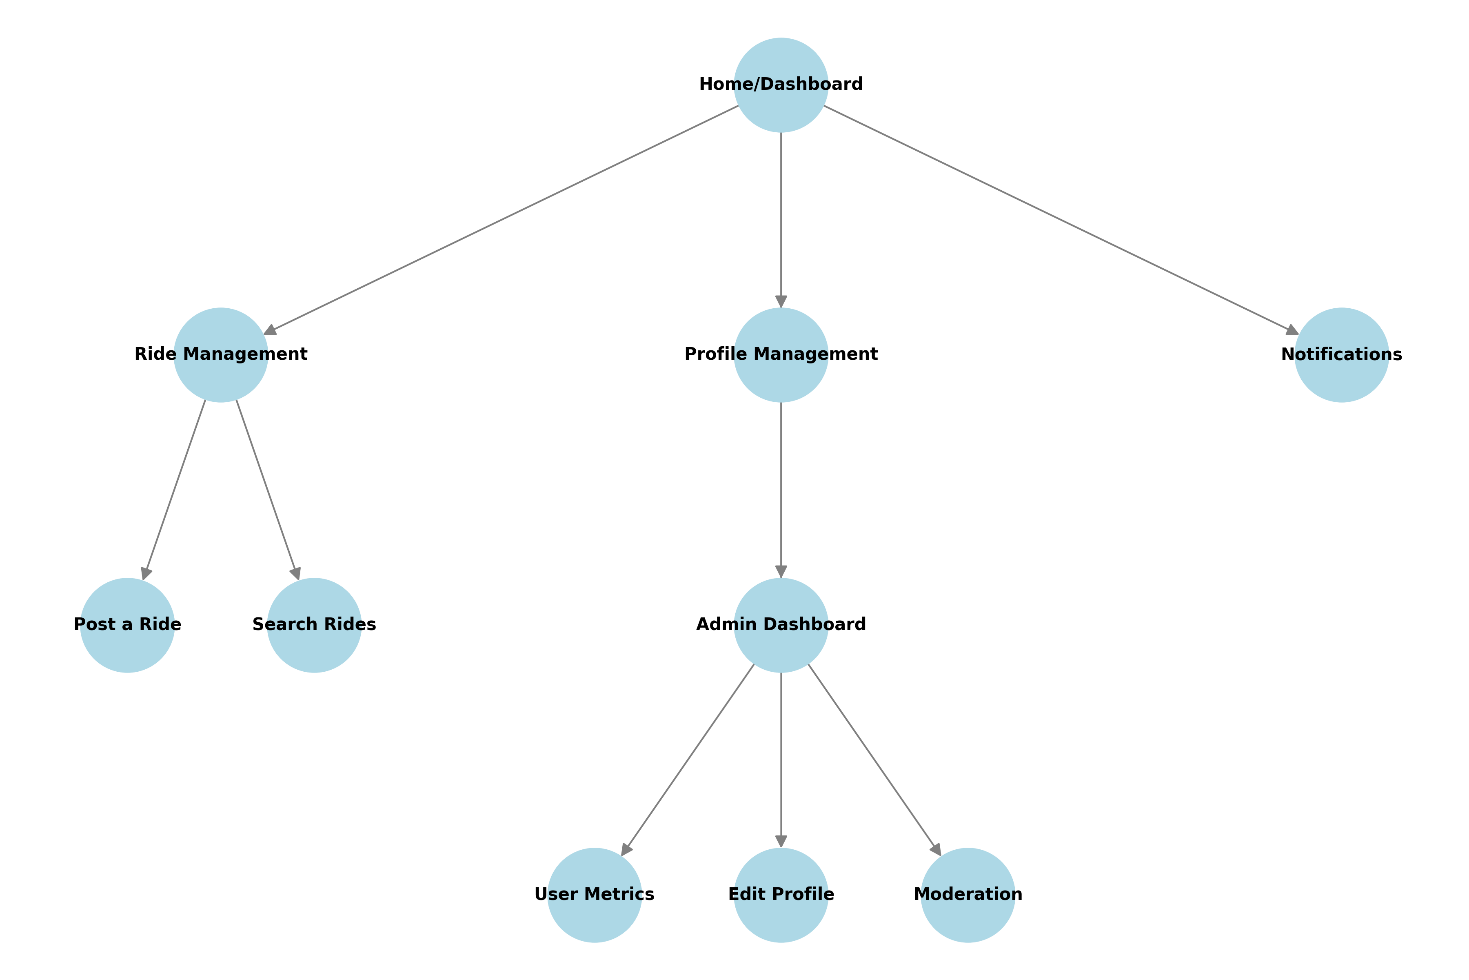 Home/Dashboard
Ride Management
Profile Management
Notifications
Post a Ride
Search Rides
Admin Dashboard
User Metrics
Edit Profile
Moderation